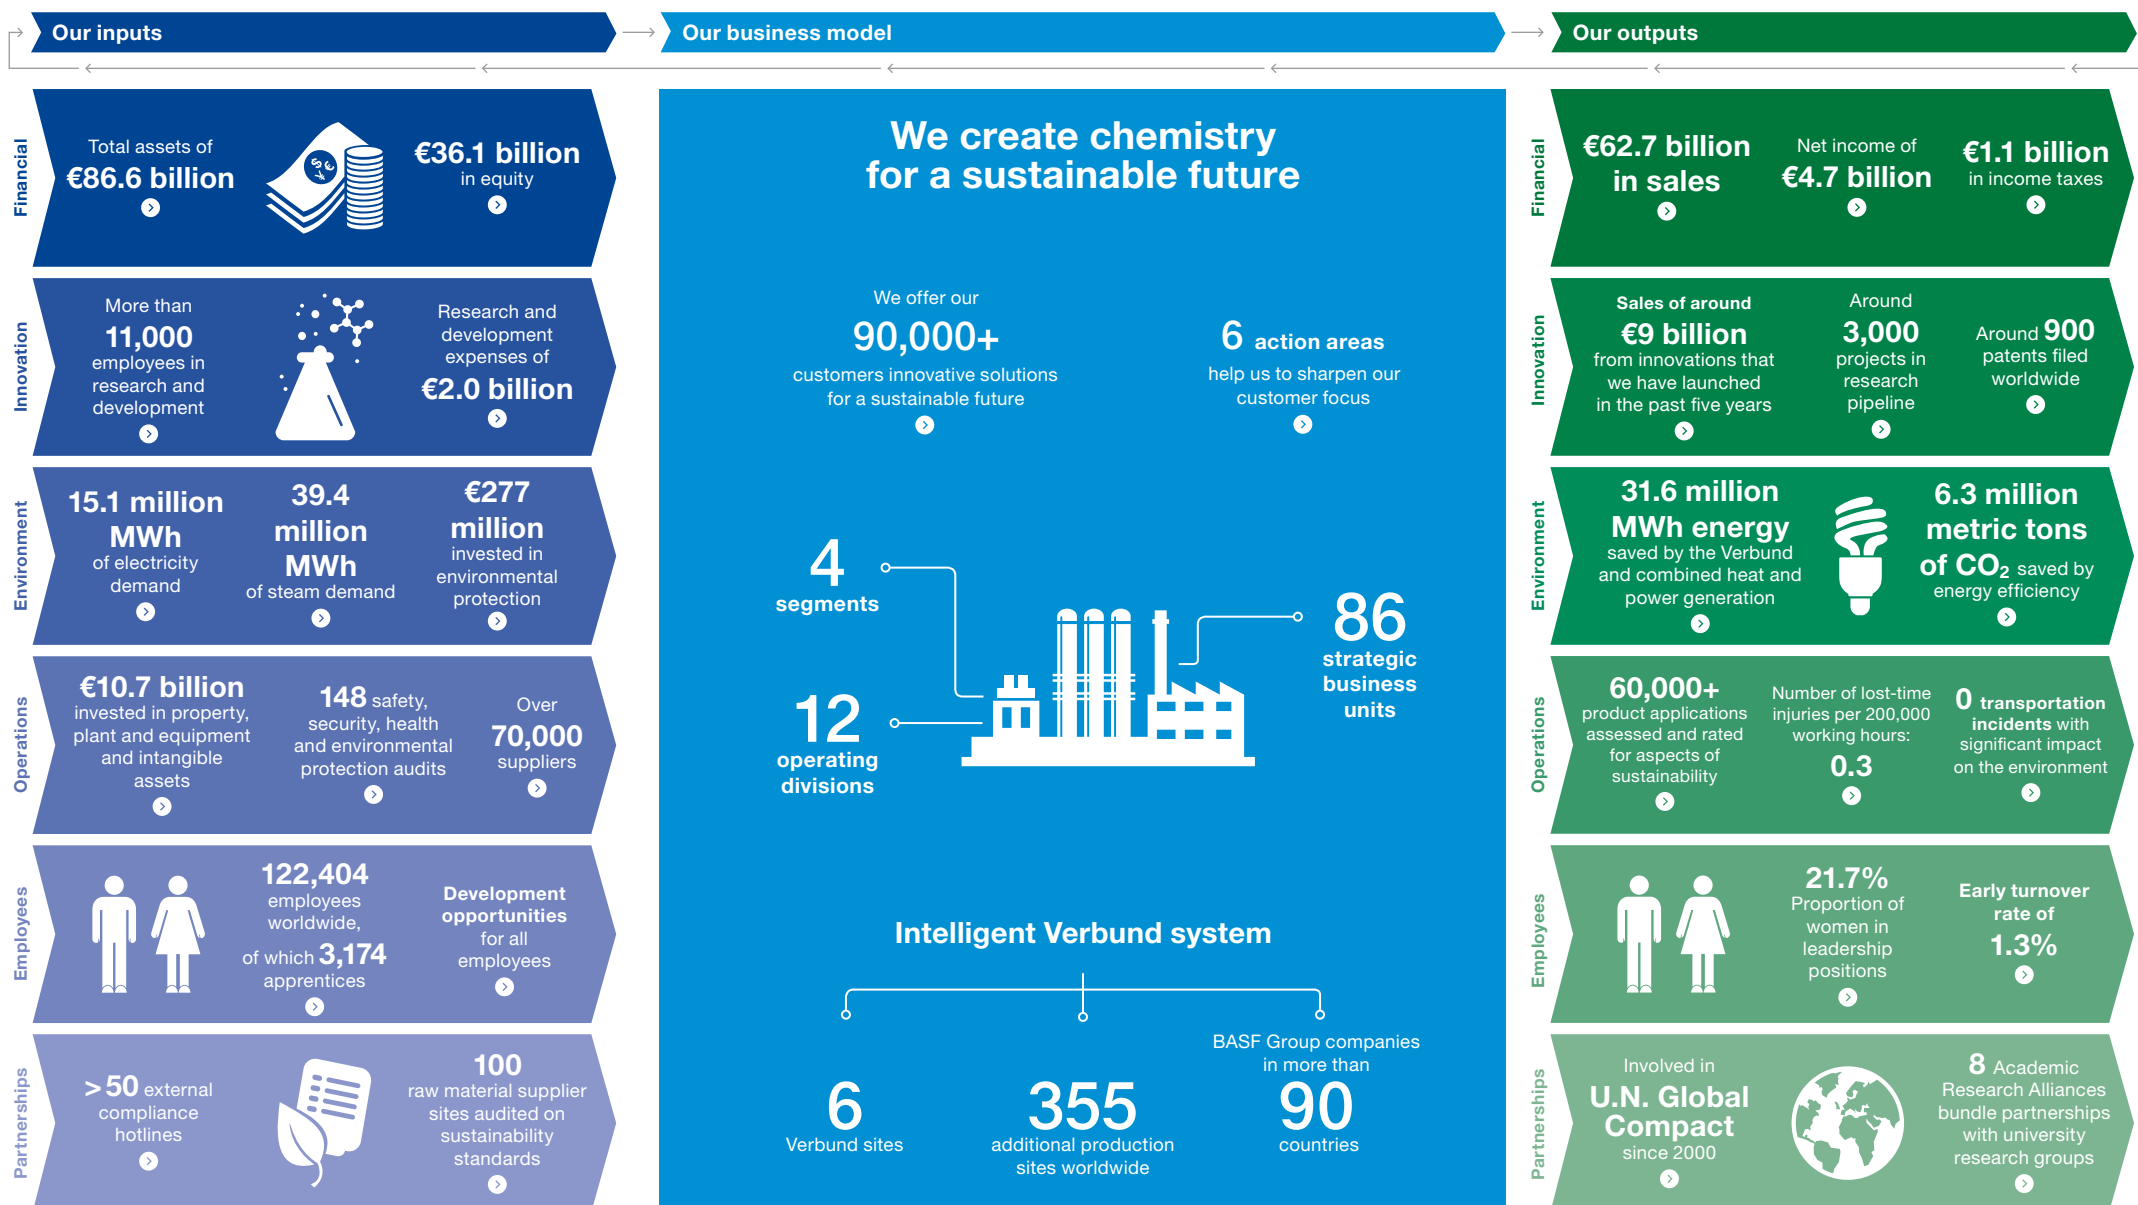 Our inputs
Our business model
Our outputs
Financial
Total assets of
€86.6 billion
€36.1 billion
in equity
Innovation
More than
11,000
employees in
research and
development
Research and
development
expenses of
€2.0 billion
Environment
15.1 million
MWh
of electricity
demand
39.4
million
MWh
of steam demand
€277
million
invested in
environmental
protection
Operations
€10.7 billion
invested in property,
plant and equipment
and intangible
assets
148 safety,
security, health
and environmental
protection audits
Over
70,000
suppliers
Employees
122,404
employees
worldwide,
of which 3,174
apprentices
Development
opportunities
for all
employees
Partnerships
> 50 external
compliance
hotlines
100
raw material supplier
sites audited on
sustainability
standards
We create chemistry
for a sustainable future
We offer our
90,000+
customers innovative solutions
for a sustainable future
6 action areas
help us to sharpen our
customer focus
4
segments
12
operating
divisions
86
strategic
business
units
Intelligent Verbund system
6
Verbund sites
355
additional production
sites worldwide
BASF Group companies
in more than
90
countries
Financial
€62.7 billion
in sales
Net income of
€4.7 billion
€1.1 billion
in income taxes
Innovation
Sales of around
€9 billion
from innovations that
we have launched
in the past five years
Around
3,000
projects in
research
pipeline
Around 900
patents filed
worldwide
Environment
31.6 million
MWh energy
saved by the Verbund
and combined heat and
power generation
6.3 million
metric tons
of CO₂ saved by
energy efficiency
Operations
60,000+
product applications
assessed and rated
for aspects of
sustainability
Number of lost-time
injuries per 200,000
working hours:
0.3
0 transportation
incidents with
significant impact
on the environment
Employees
21.7%
Proportion of
women in
leadership
positions
Early turnover
rate of
1.3%
Partnerships
Involved in
U.N. Global
Compact
since 2000
8 Academic
Research Alliances
bundle partnerships
with university
research groups